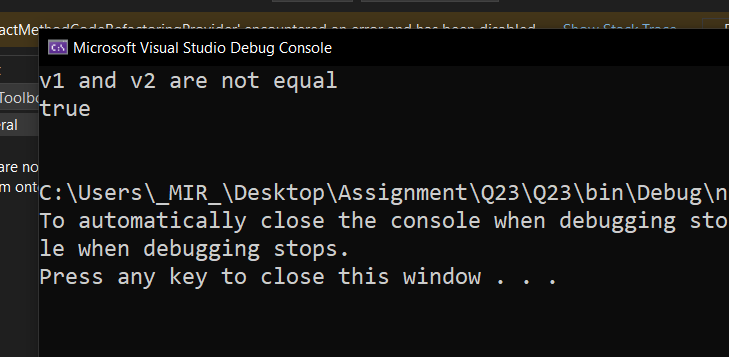 actMethodCodeRefactoringProvider' encountered an error and has been disabled. Show Stack Trace
Microsoft Visual Studio Debug Console
v1 and v2 are not equal
true
Toolbo
eral
are no
m onto
C:\Users\_MIR_\Desktop\Assignment\Q23\Q23\bin\Debug\n
To automatically close the console when debugging sto
le when debugging stops.
Press any key to close this window . . .